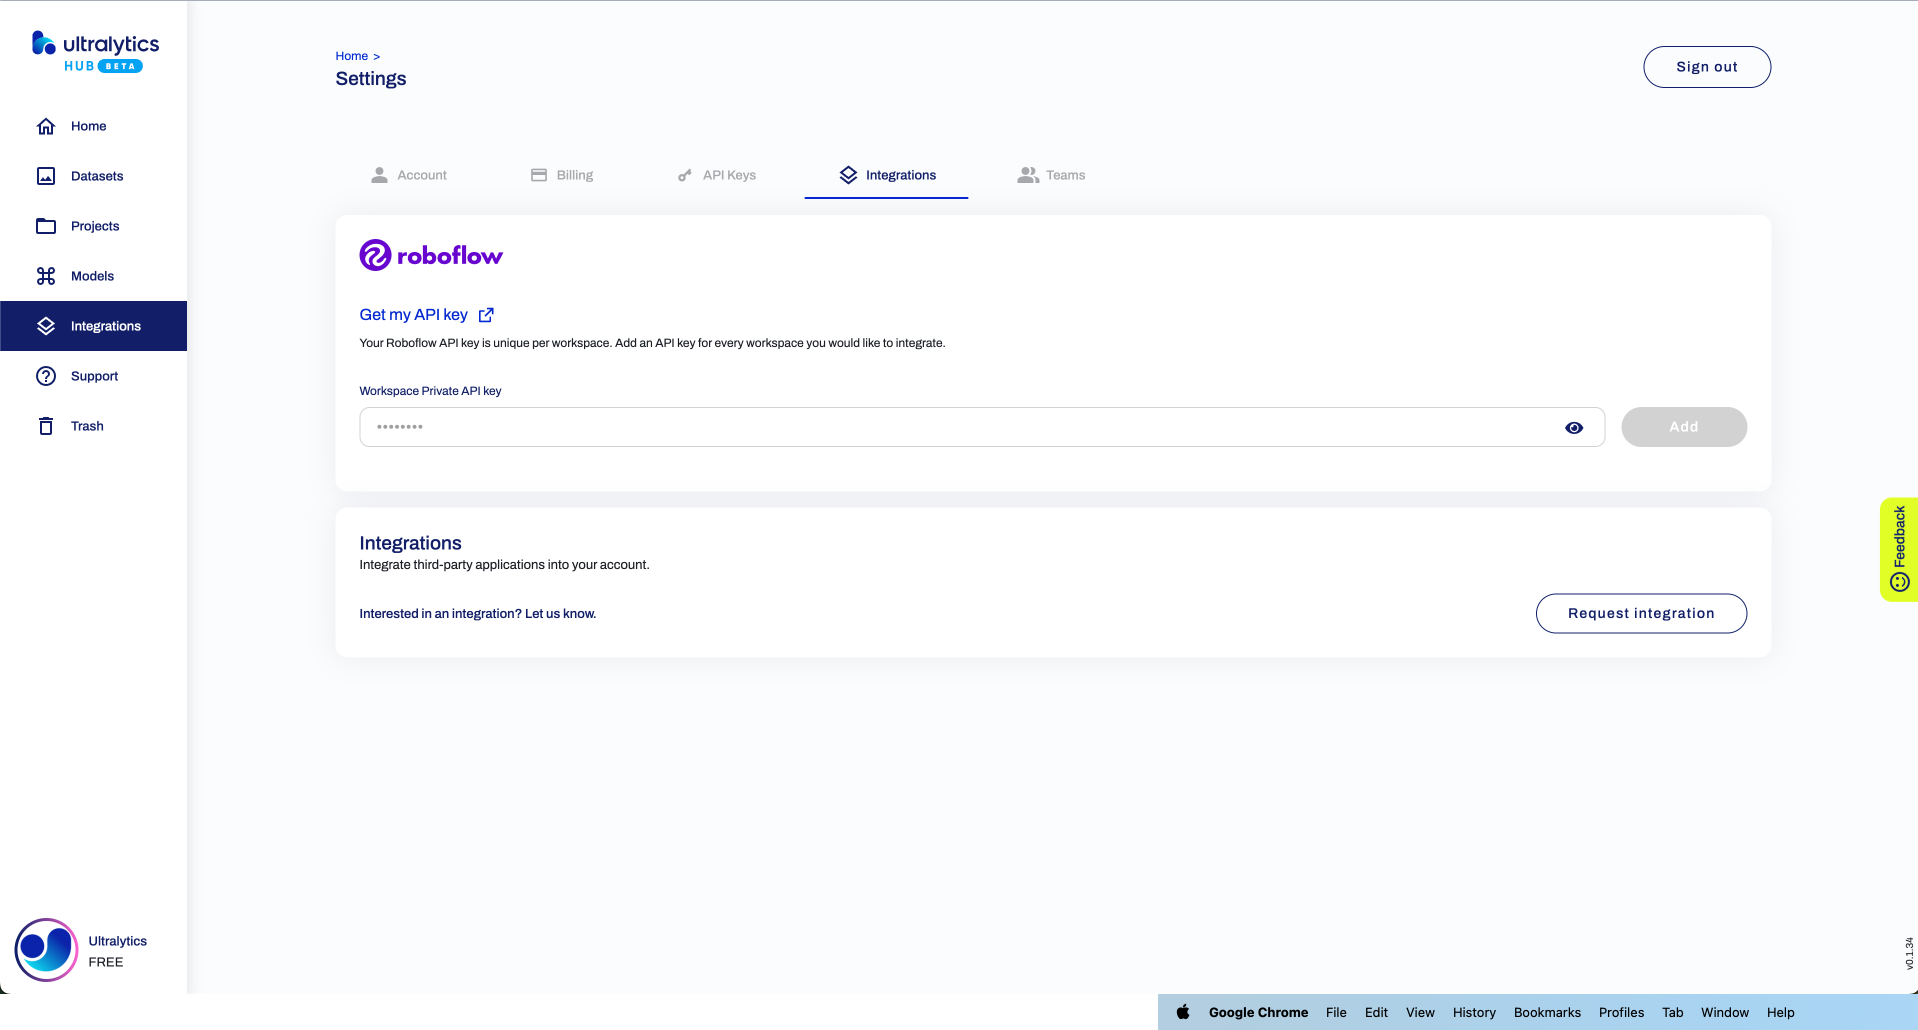 ultralytics
HUB BETA
Home
Datasets
Projects
Models
Integrations
Support
Trash
Ultralytics
FREE
Home >
Settings
Sign out
Account
Billing
API Keys
Integrations
Teams
roboflow
Get my API key
Your Roboflow API key is unique per workspace. Add an API key for every workspace you would like to integrate.
Workspace Private API key
••••••••
Add
Integrations
Integrate third-party applications into your account.
Interested in an integration? Let us know.
Request integration
Feedback
v0.1.34
Google Chrome File Edit View History Bookmarks Profiles Tab Window Help